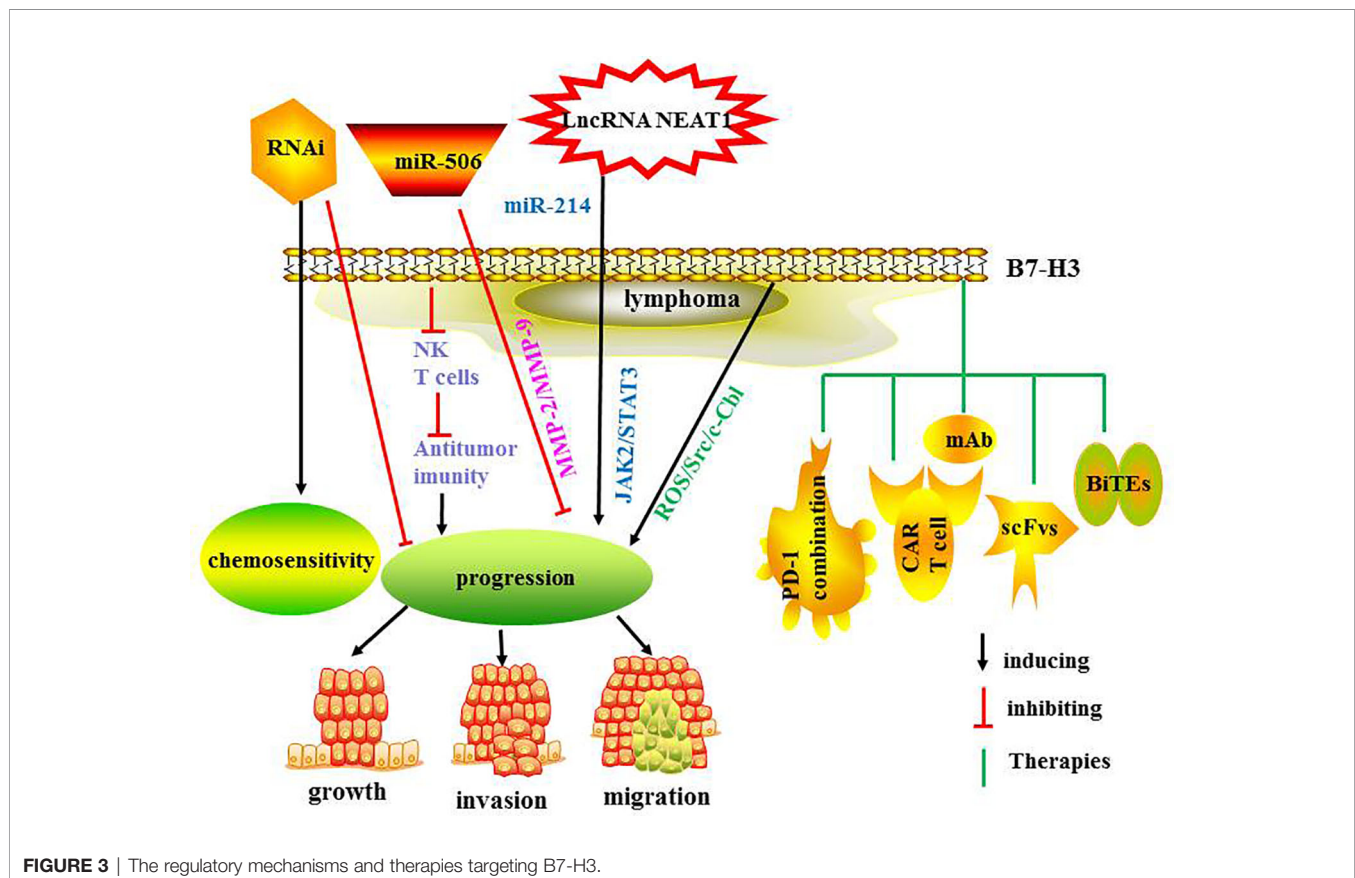 LncRNA NEAT1
RNAi
miR-506
miR-214
B7-H3
lymphoma
NK
T cells
MMP-2/MMP-9
JAK2/STAT3
ROS/Src/c-Cbl
Antitumor
imunity
mAb
BiTEs
PD-1
combination
CAR
T cell
scFvs
chemosensitivity
progression
inducing
inhibiting
Therapies
growth
invasion
migration
FIGURE 3 | The regulatory mechanisms and therapies targeting B7-H3.